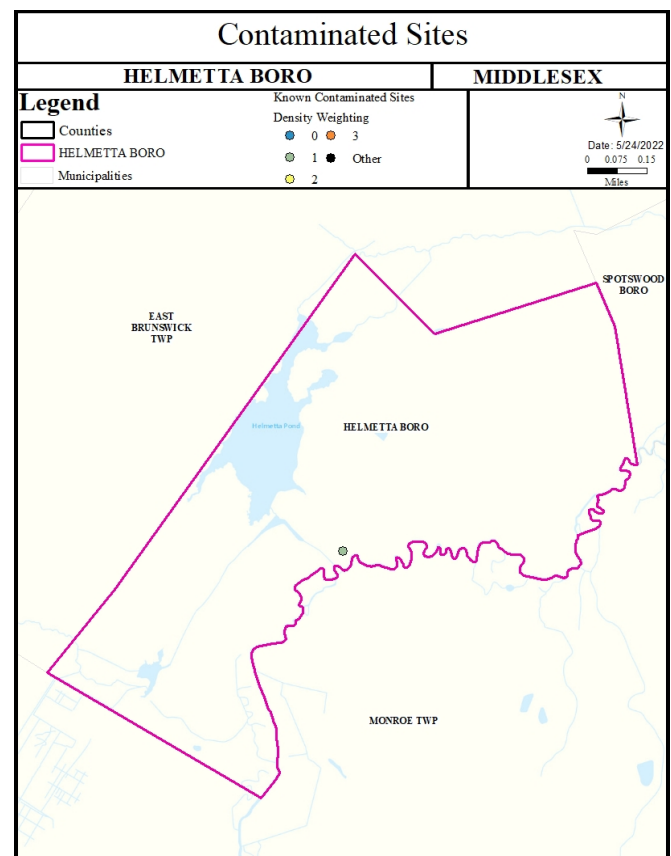 Contaminated Sites
HELMETTA BORO
MIDDLESEX
Legend
Counties
HELMETTA BORO
Municipalities
Known Contaminated Sites
Density Weighting
0 3
1 Other
2
N
Date: 5/24/2022
0 0.075 0.15
Miles
SPOTSWOOD
BORO
EAST
BRUNSWICK
TWP
Helmetta Pond
HELMETTA BORO
MONROE TWP